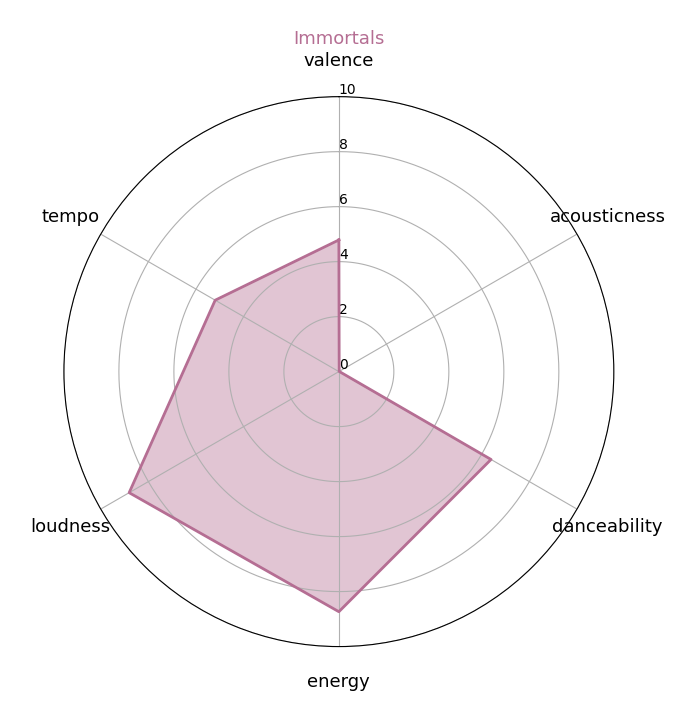 Immortals
valence
10
8
6
4
2
0
tempo
acousticness
loudness
danceability
energy